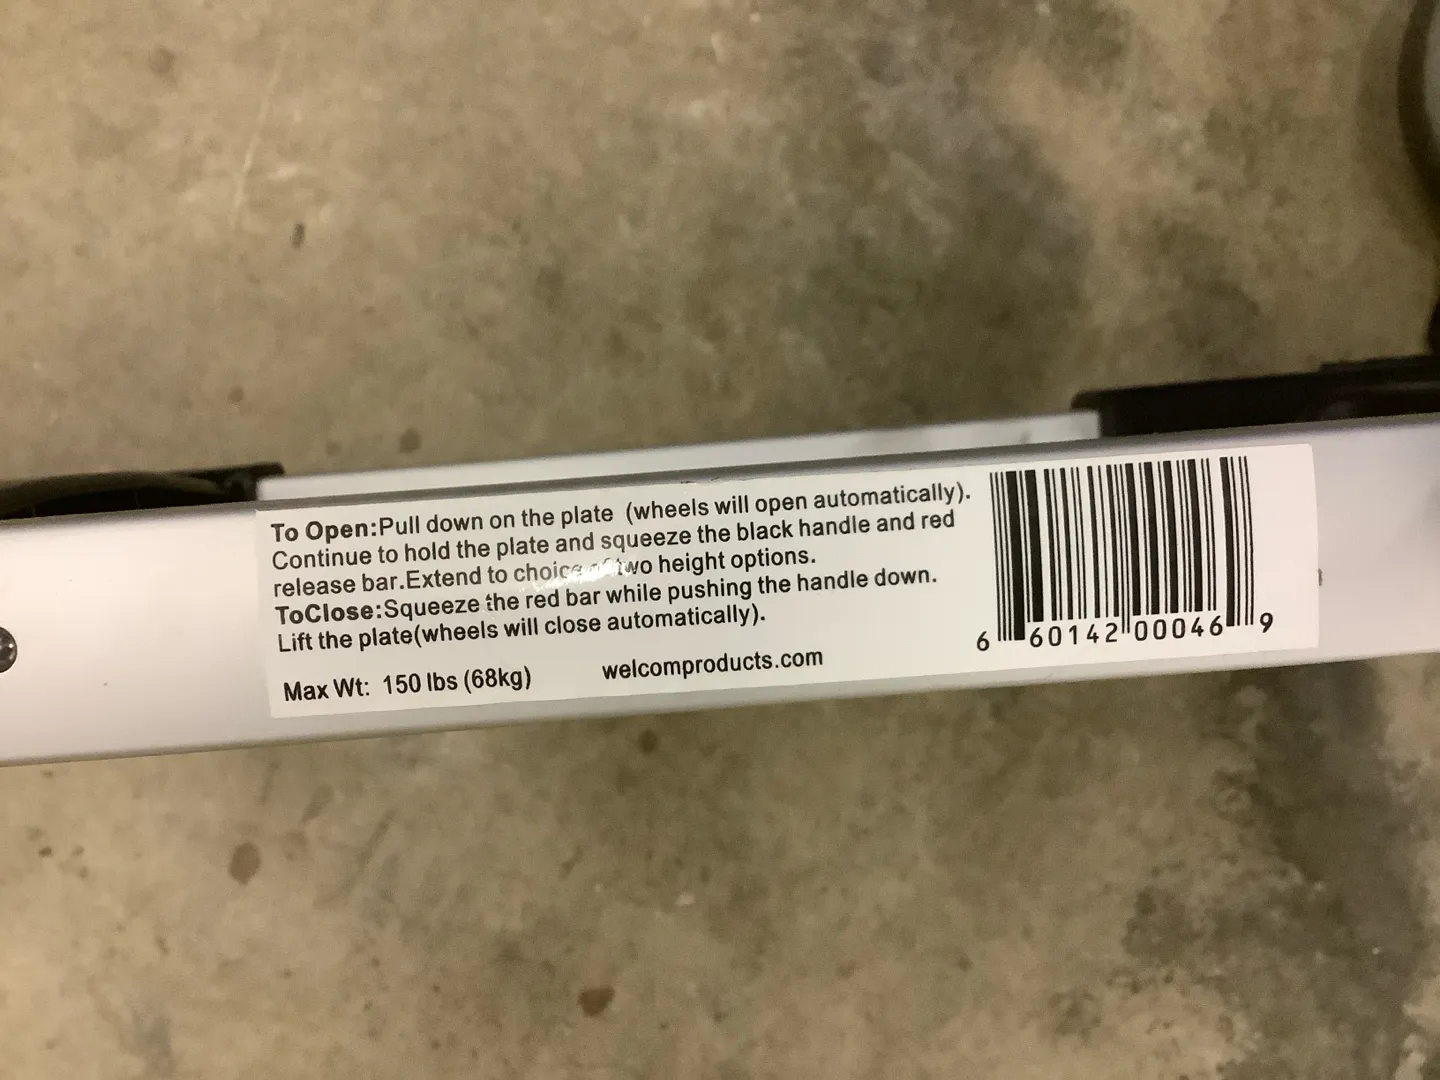 To Open:Pull down on the plate (wheels will open automatically).
Continue to hold the plate and squeeze the black handle and red
release bar.Extend to choice of two height options.
ToClose:Squeeze the red bar while pushing the handle down.
Lift the plate(wheels will close automatically).
Max Wt: 150 lbs (68kg) welcomproducts.com
6 60142 00046 9